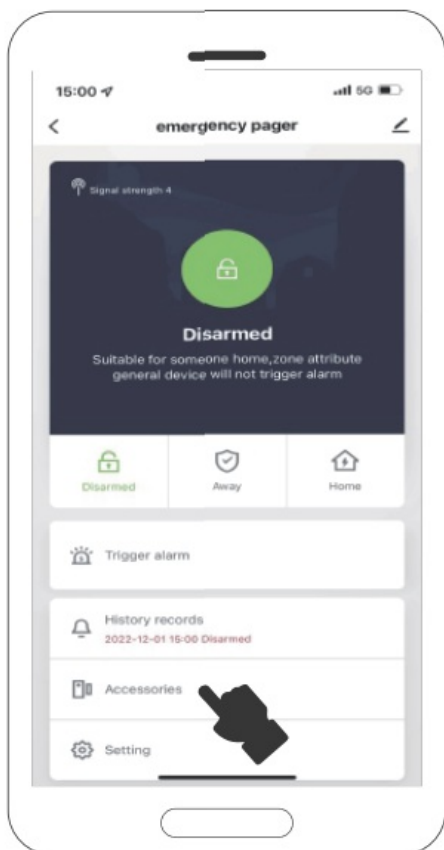 15:00 5G
emergency pager
Signal strength 4
Disarmed
Suitable for someone home,zone attribute
general device will not trigger alarm
Disarmed Away Home
Trigger alarm
History records
2022-12-01 15:00 Disarmed
Accessories
Setting